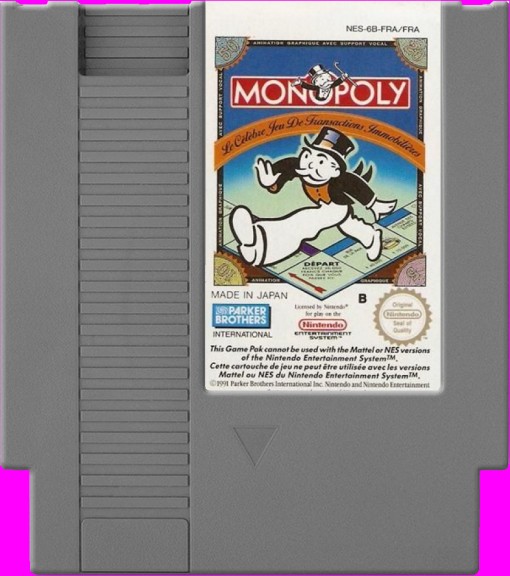 NES-6B-FRA/FRA
ANIMATION GRAPHIQUE AVEC SUPPORT VOCAL
MONOPOLY
Le Célèbre Jeu De Transactions Immobilières
DÉPART
ANIMATION
GRAPHIQUE
MADE IN JAPAN
PARKER
BROTHERS
INTERNATIONAL
Licensed by Nintendo®
for play on the
Nintendo
ENTERTAINMENT
SYSTEM™
B
Original
Nintendo
Seal of
Quality
This Game Pak cannot be used with the Mattel or NES versions
of the Nintendo Entertainment System™.
Cette cartouche de jeu ne peut être utilisée avec les versions
Mattel ou NES du Nintendo Entertainment System™.
©1991 Parker Brothers International Inc. Nintendo and Nintendo Entertainment